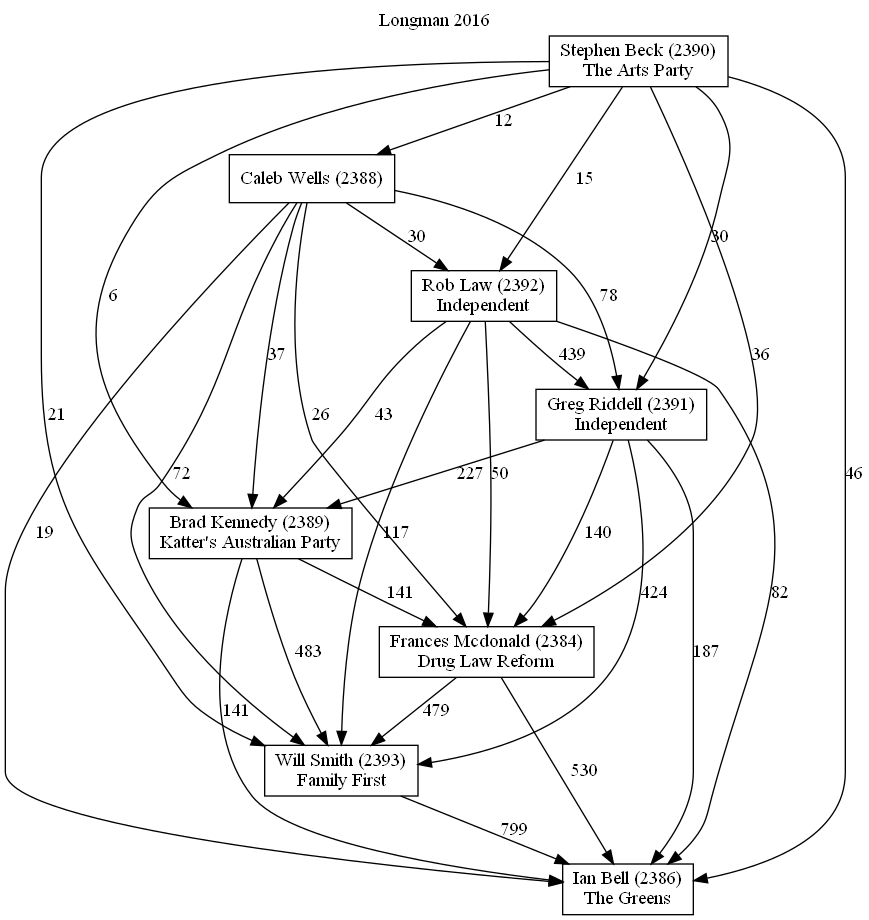 Longman 2016
Stephen Beck (2390)
The Arts Party
12
Caleb Wells (2388)
15
30
30
Rob Law (2392)
Independent
6
78
37
439
36
Greg Riddell (2391)
Independent
21
26
43
72
227
50
46
Brad Kennedy (2389)
Katter's Australian Party
19
117
140
141
424
82
Frances Mcdonald (2384)
Drug Law Reform
483
187
141
479
Will Smith (2393)
Family First
530
799
Ian Bell (2386)
The Greens